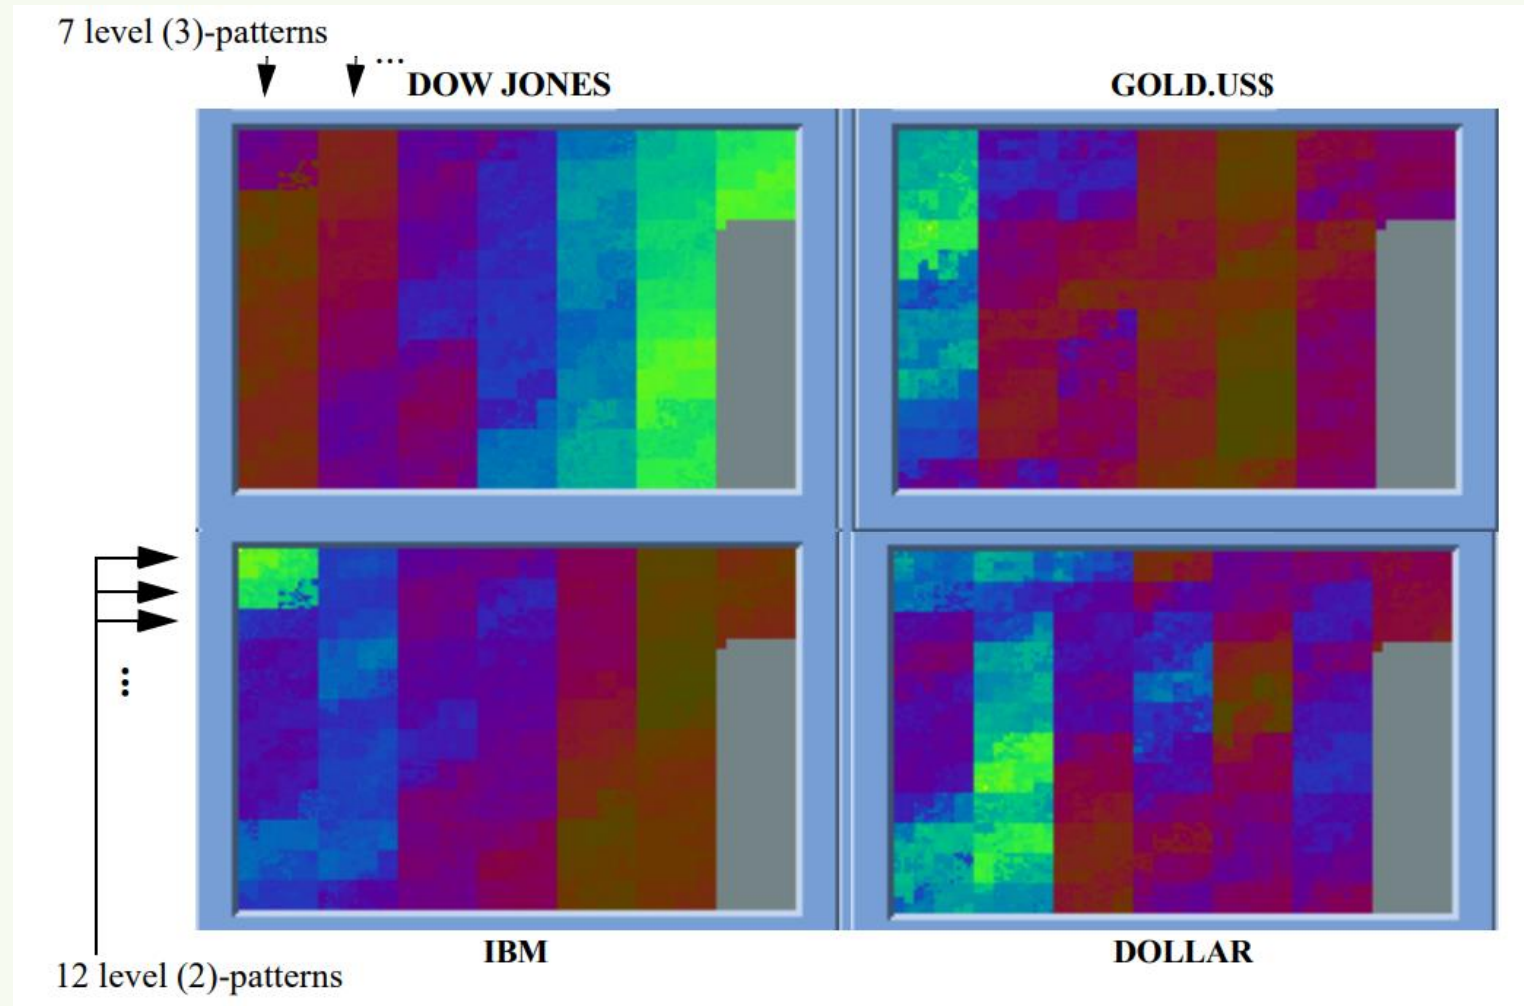 7 level (3)-patterns
...
DOW JONES
GOLD.US$
...
IBM
DOLLAR
12 level (2)-patterns